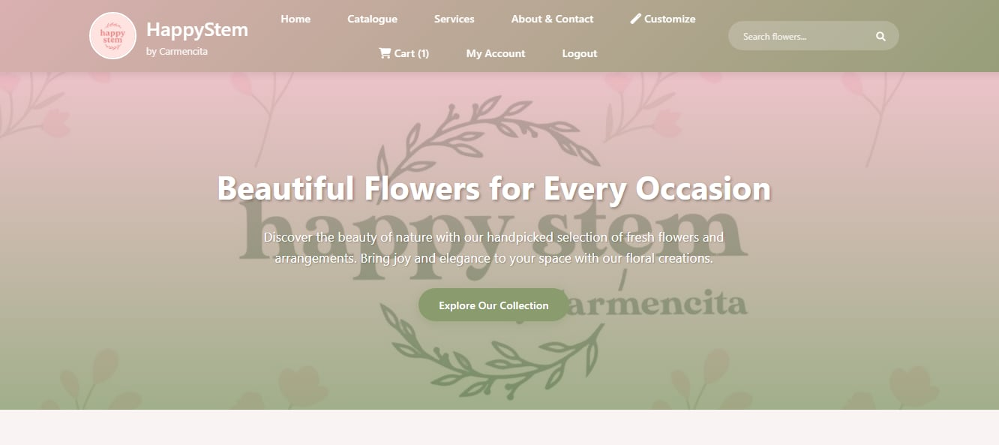 happy
stem
HappyStem
by Carmencita
Home
Catalogue
Services
About & Contact
Customize
Cart (1)
My Account
Logout
Search flowers...
Beautiful Flowers for Every Occasion
happy stem
Discover the beauty of nature with our handpicked selection of fresh flowers and
arrangements. Bring joy and elegance to your space with our floral creations.
Explore Our Collection
armencita